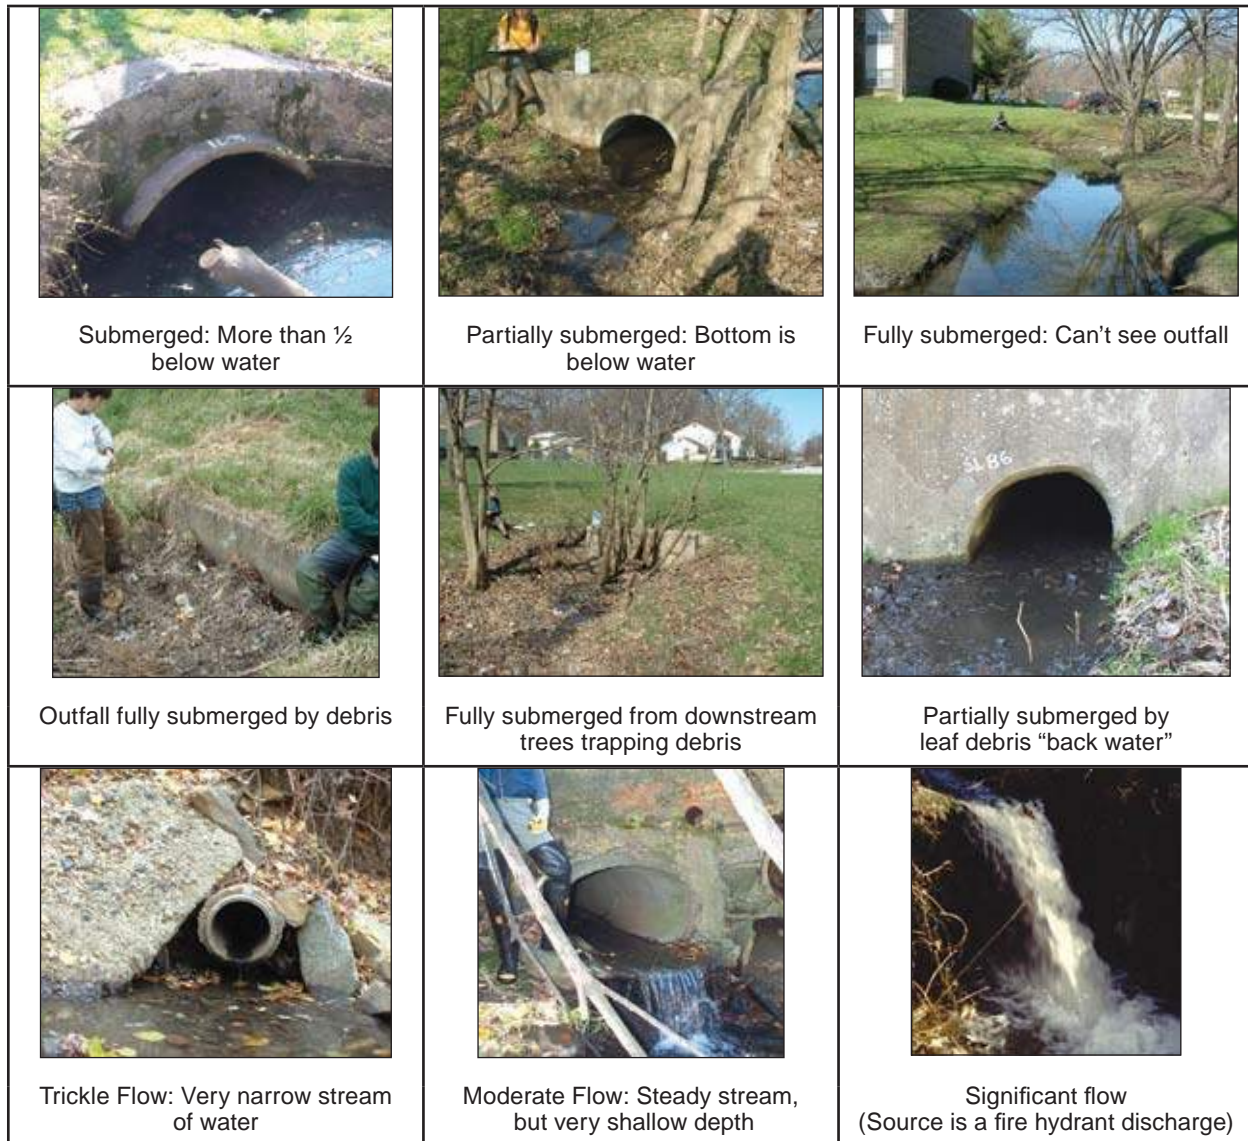 Submerged: More than ½
below water
Partially submerged: Bottom is
below water
Fully submerged: Can’t see outfall
SL86
Outfall fully submerged by debris
Fully submerged from downstream
trees trapping debris
Partially submerged by
leaf debris “back water”
Trickle Flow: Very narrow stream
of water
Moderate Flow: Steady stream,
but very shallow depth
Significant flow
(Source is a fire hydrant discharge)